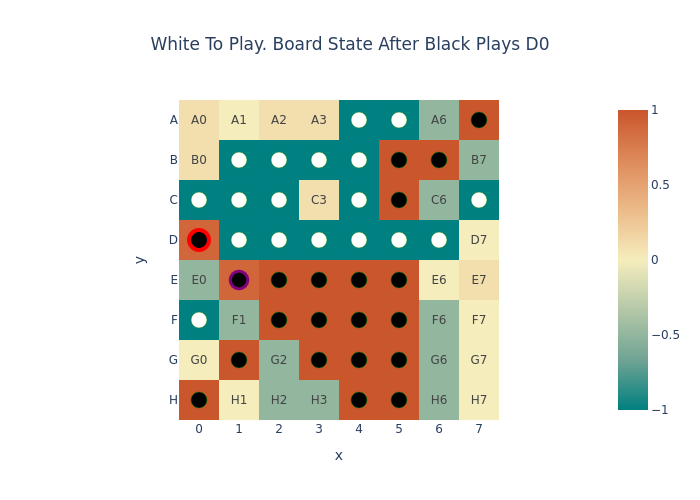 White To Play. Board State After Black Plays D0
A A0 A1 A2 A3 A6
B B0 B7
C C3 C6
D D7
y
E E0 E6 E7
F F1 F6 F7
G G0 G2 G6 G7
H H1 H2 H3 H6 H7
0 1 2 3 4 5 6 7
x
1
0.5
0
−0.5
−1